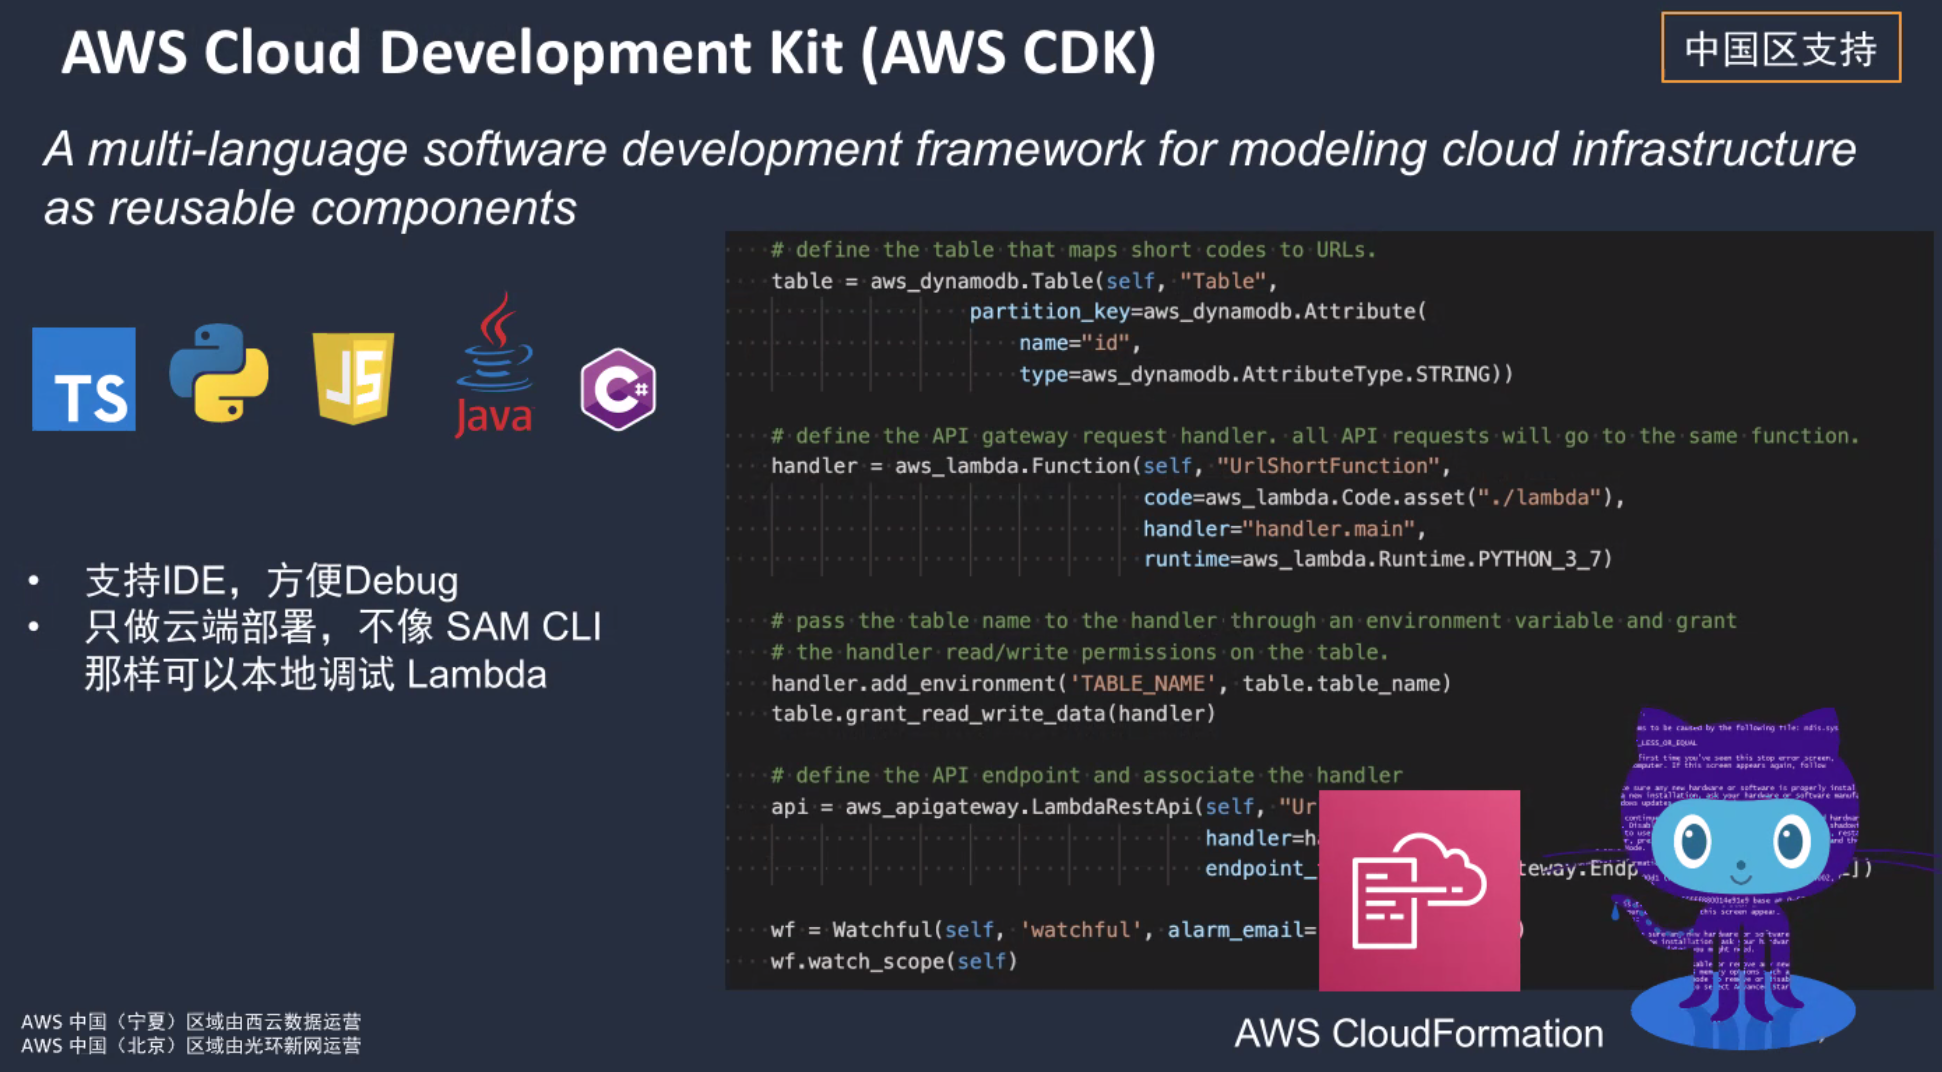 AWS Cloud Development Kit (AWS CDK)
中国区支持
A multi-language software development framework for modeling cloud infrastructure
as reusable components
TS
JS
Java
C#
• 支持IDE，方便Debug
• 只做云端部署，不像 SAM CLI
那样可以本地调试 Lambda
# define the table that maps short codes to URLs.
table = aws_dynamodb.Table(self, "Table",
partition_key=aws_dynamodb.Attribute(
name="id",
type=aws_dynamodb.AttributeType.STRING))
# define the API gateway request handler. all API requests will go to the same function.
handler = aws_lambda.Function(self, "UrlShortFunction",
code=aws_lambda.Code.asset("./lambda"),
handler="handler.main",
runtime=aws_lambda.Runtime.PYTHON_3_7)
# pass the table name to the handler through an environment variable and grant
# the handler read/write permissions on the table.
handler.add_environment('TABLE_NAME', table.table_name)
table.grant_read_write_data(handler)
# define the API endpoint and associate the handler
api = aws_apigateway.LambdaRestApi(self, "Ur
handler=h
endpoint_ eway.Endp ])
wf = Watchful(self, 'watchful', alarm_email= )
wf.watch_scope(self)
AWS CloudFormation
AWS 中国（宁夏）区域由西云数据运营
AWS 中国（北京）区域由光环新网运营